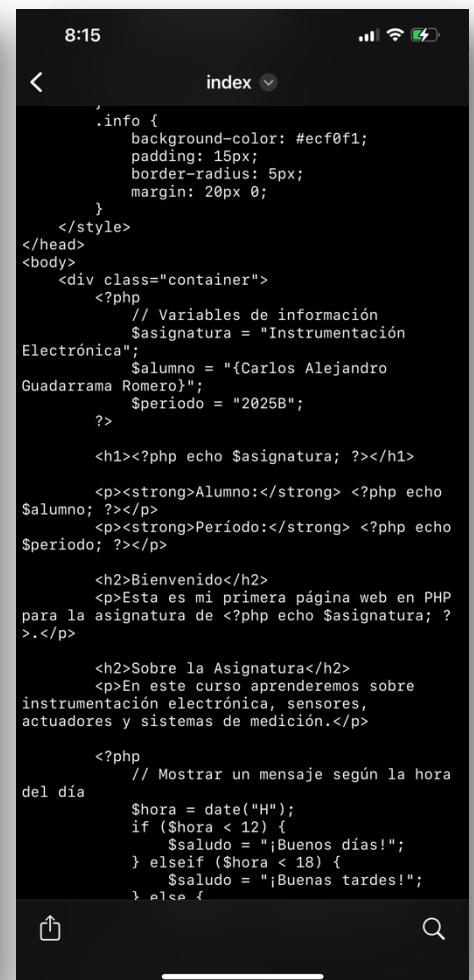 8:15
index
}
.info {
background-color: #ecf0f1;
padding: 15px;
border-radius: 5px;
margin: 20px 0;
}
</style>
</head>
<body>
<div class="container">
<?php
// Variables de información
$asignatura = "Instrumentación
Electrónica";
$alumno = "{Carlos Alejandro
Guadarrama Romero}";
$periodo = "2025B";
?>
<h1><?php echo $asignatura; ?></h1>
<p><strong>Alumno:</strong> <?php echo
$alumno; ?></p>
<p><strong>Período:</strong> <?php echo
$periodo; ?></p>
<h2>Bienvenido</h2>
<p>Esta es mi primera página web en PHP
para la asignatura de <?php echo $asignatura; ?
>.</p>
<h2>Sobre la Asignatura</h2>
<p>En este curso aprenderemos sobre
instrumentación electrónica, sensores,
actuadores y sistemas de medición.</p>
<?php
// Mostrar un mensaje según la hora
del día
$hora = date("H");
if ($hora < 12) {
$saludo = "¡Buenos días!";
} elseif ($hora < 18) {
$saludo = "¡Buenas tardes!";
} else {